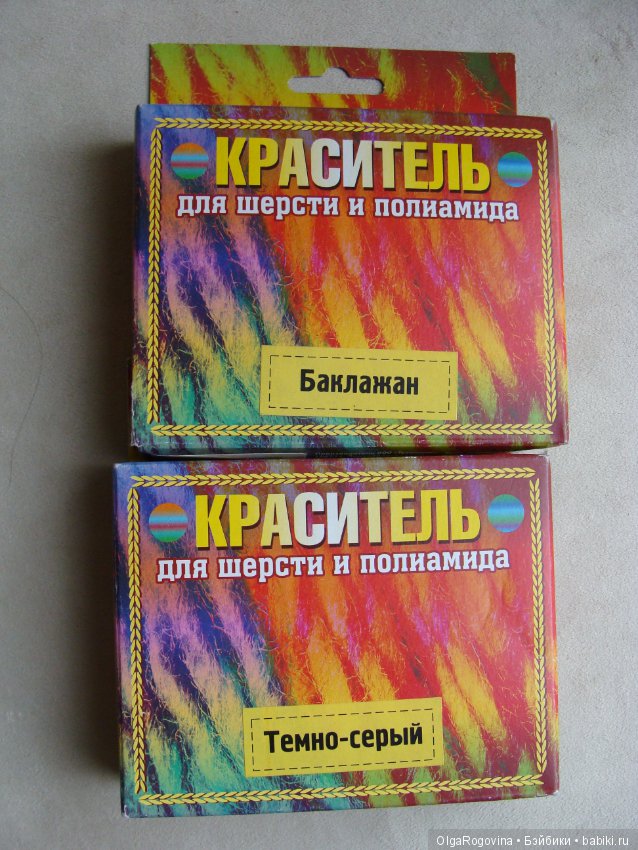 КРАСИТЕЛЬ
для шерсти и полиамида
Баклажан
КРАСИТЕЛЬ
для шерсти и полиамида
Темно-серый
OlgaRogovina • Бэйбики • babiki.ru